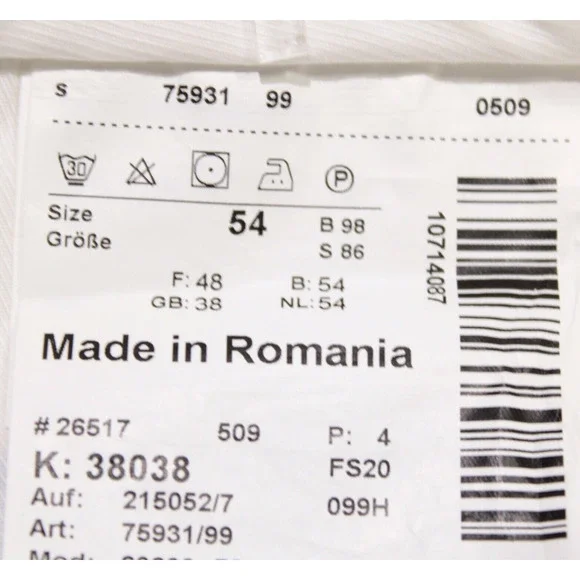 S 75931 99 0509
30 P
Size 54 B 98
Größe S 86
F: 48 B: 54
GB: 38 NL: 54
10714087
Made in Romania
# 26517 509 P: 4
K: 38038 FS20
Auf: 215052/7 099H
Art: 75931/99